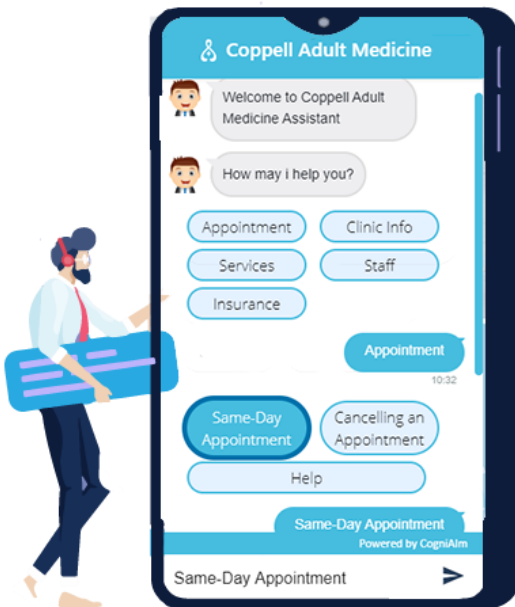 Coppell Adult Medicine
Welcome to Coppell Adult
Medicine Assistant
How may i help you?
Appointment
Clinic Info
Services
Staff
Insurance
Appointment
10:32
Same-Day
Appointment
Cancelling an
Appointment
Help
Same-Day Appointment
Powered by CogniAIm
Same-Day Appointment